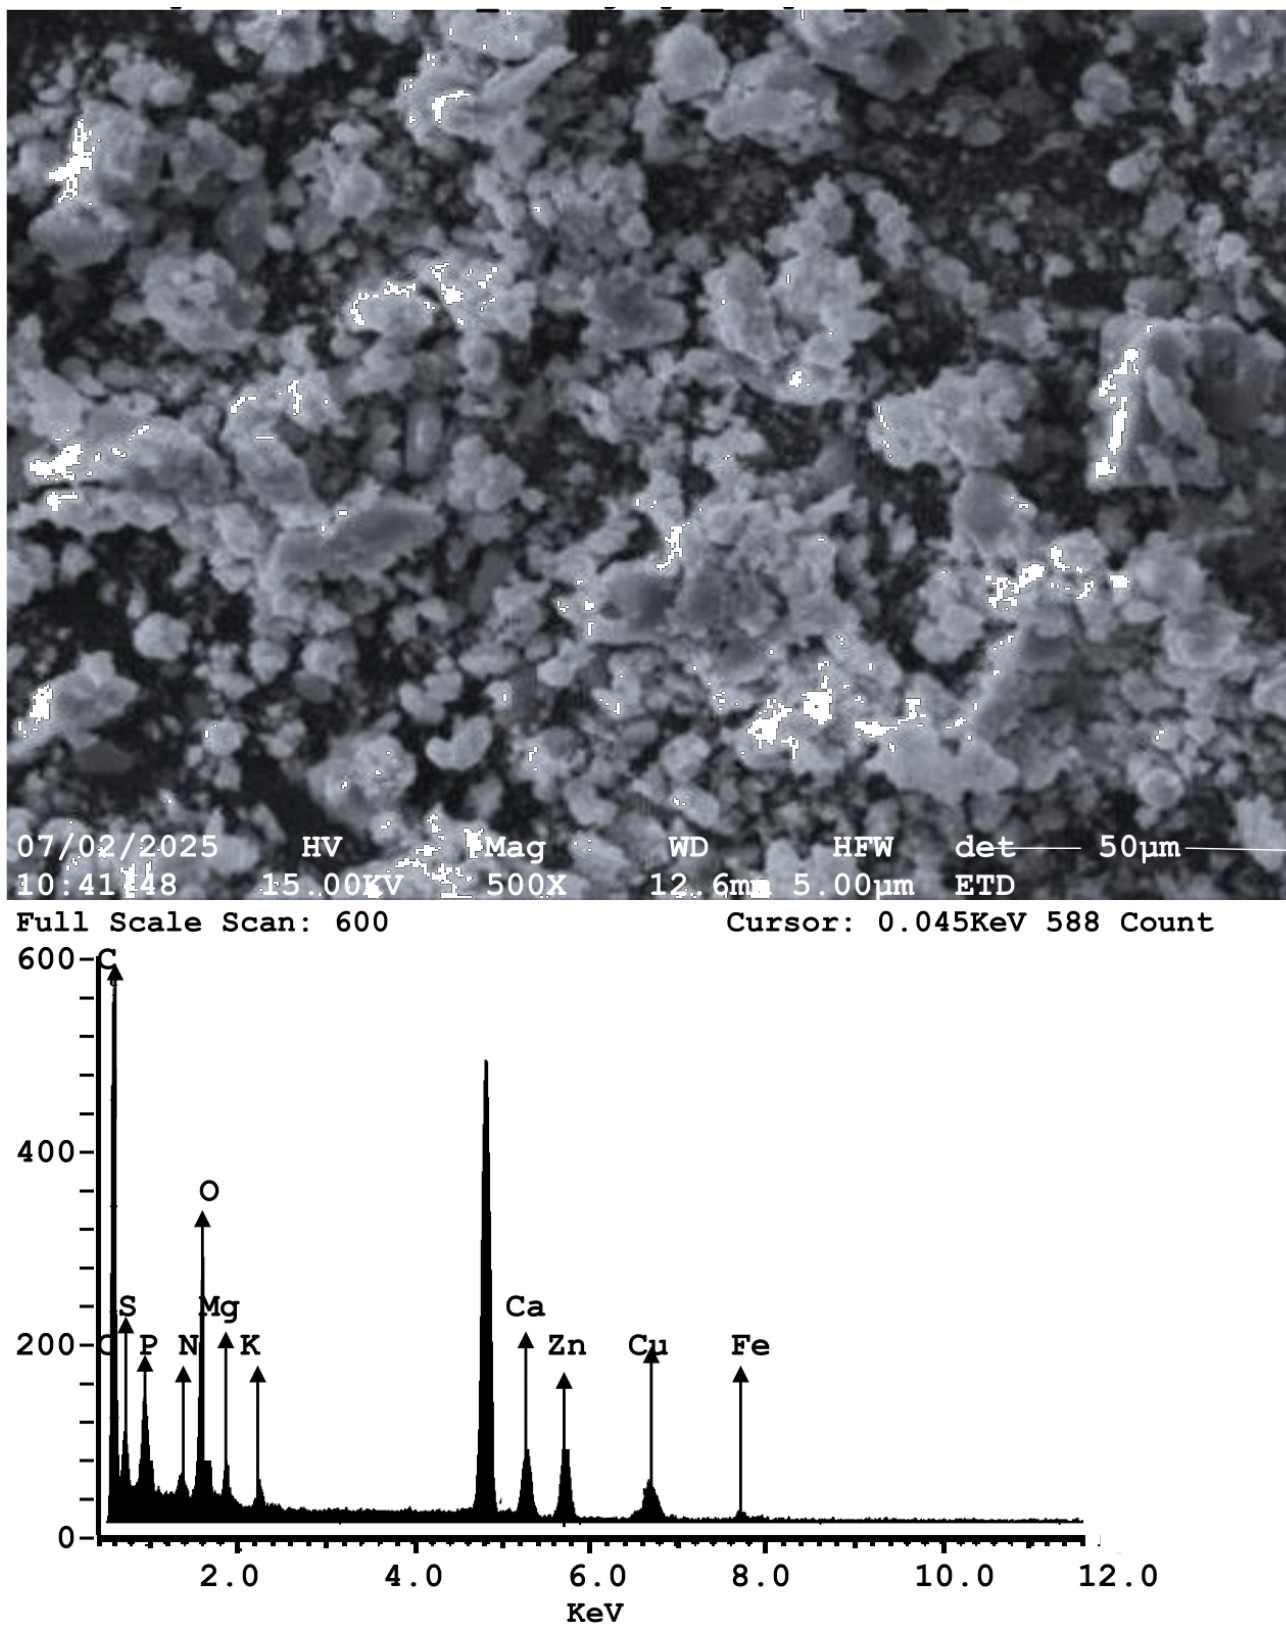 07/02/2025 HV Mag WD HFW det 50µm
10:41:48 15.00KV 500X 12.6mm 5.00µm ETD
Full Scale Scan: 600 Cursor: 0.045KeV 588 Count
600 C
400
O
S Mg Ca
200 C P N K Zn Cu Fe
0
2.0 4.0 6.0 8.0 10.0 12.0
KeV